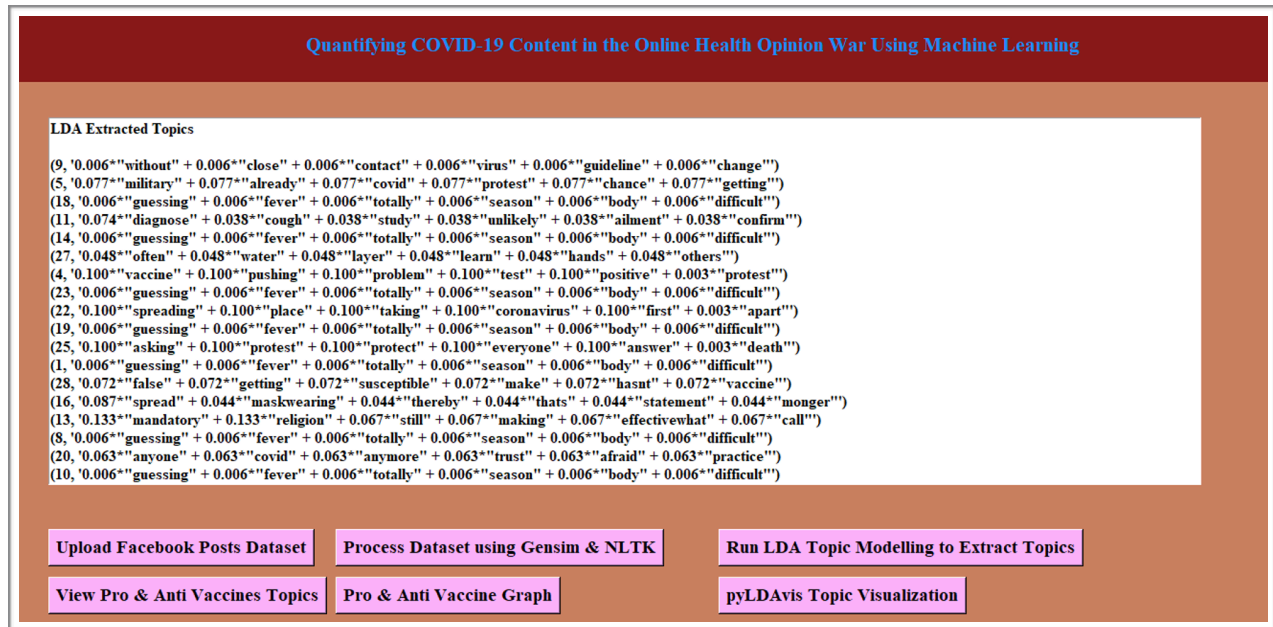 Quantifying COVID-19 Content in the Online Health Opinion War Using Machine Learning
LDA Extracted Topics
(9, '0.006*"without" + 0.006*"close" + 0.006*"contact" + 0.006*"virus" + 0.006*"guideline" + 0.006*"change"')
(5, '0.077*"military" + 0.077*"already" + 0.077*"covid" + 0.077*"protest" + 0.077*"chance" + 0.077*"getting"')
(18, '0.006*"guessing" + 0.006*"fever" + 0.006*"totally" + 0.006*"season" + 0.006*"body" + 0.006*"difficult"')
(11, '0.074*"diagnose" + 0.038*"cough" + 0.038*"study" + 0.038*"unlikely" + 0.038*"ailment" + 0.038*"confirm"')
(14, '0.006*"guessing" + 0.006*"fever" + 0.006*"totally" + 0.006*"season" + 0.006*"body" + 0.006*"difficult"')
(27, '0.048*"often" + 0.048*"water" + 0.048*"layer" + 0.048*"learn" + 0.048*"hands" + 0.048*"others"')
(4, '0.100*"vaccine" + 0.100*"pushing" + 0.100*"problem" + 0.100*"test" + 0.100*"positive" + 0.003*"protest"')
(23, '0.006*"guessing" + 0.006*"fever" + 0.006*"totally" + 0.006*"season" + 0.006*"body" + 0.006*"difficult"')
(22, '0.100*"spreading" + 0.100*"place" + 0.100*"taking" + 0.100*"coronavirus" + 0.100*"first" + 0.003*"apart"')
(19, '0.006*"guessing" + 0.006*"fever" + 0.006*"totally" + 0.006*"season" + 0.006*"body" + 0.006*"difficult"')
(25, '0.100*"asking" + 0.100*"protest" + 0.100*"protect" + 0.100*"everyone" + 0.100*"answer" + 0.003*"death"')
(1, '0.006*"guessing" + 0.006*"fever" + 0.006*"totally" + 0.006*"season" + 0.006*"body" + 0.006*"difficult"')
(28, '0.072*"false" + 0.072*"getting" + 0.072*"susceptible" + 0.072*"make" + 0.072*"hasnt" + 0.072*"vaccine"')
(16, '0.087*"spread" + 0.044*"maskwearing" + 0.044*"thereby" + 0.044*"thats" + 0.044*"statement" + 0.044*"monger"')
(13, '0.133*"mandatory" + 0.133*"religion" + 0.067*"still" + 0.067*"making" + 0.067*"effectivewhat" + 0.067*"call"')
(8, '0.006*"guessing" + 0.006*"fever" + 0.006*"totally" + 0.006*"season" + 0.006*"body" + 0.006*"difficult"')
(20, '0.063*"anyone" + 0.063*"covid" + 0.063*"anymore" + 0.063*"trust" + 0.063*"afraid" + 0.063*"practice"')
(10, '0.006*"guessing" + 0.006*"fever" + 0.006*"totally" + 0.006*"season" + 0.006*"body" + 0.006*"difficult"')
Upload Facebook Posts Dataset
Process Dataset using Gensim & NLTK
Run LDA Topic Modelling to Extract Topics
View Pro & Anti Vaccines Topics
Pro & Anti Vaccine Graph
pyLDAvis Topic Visualization